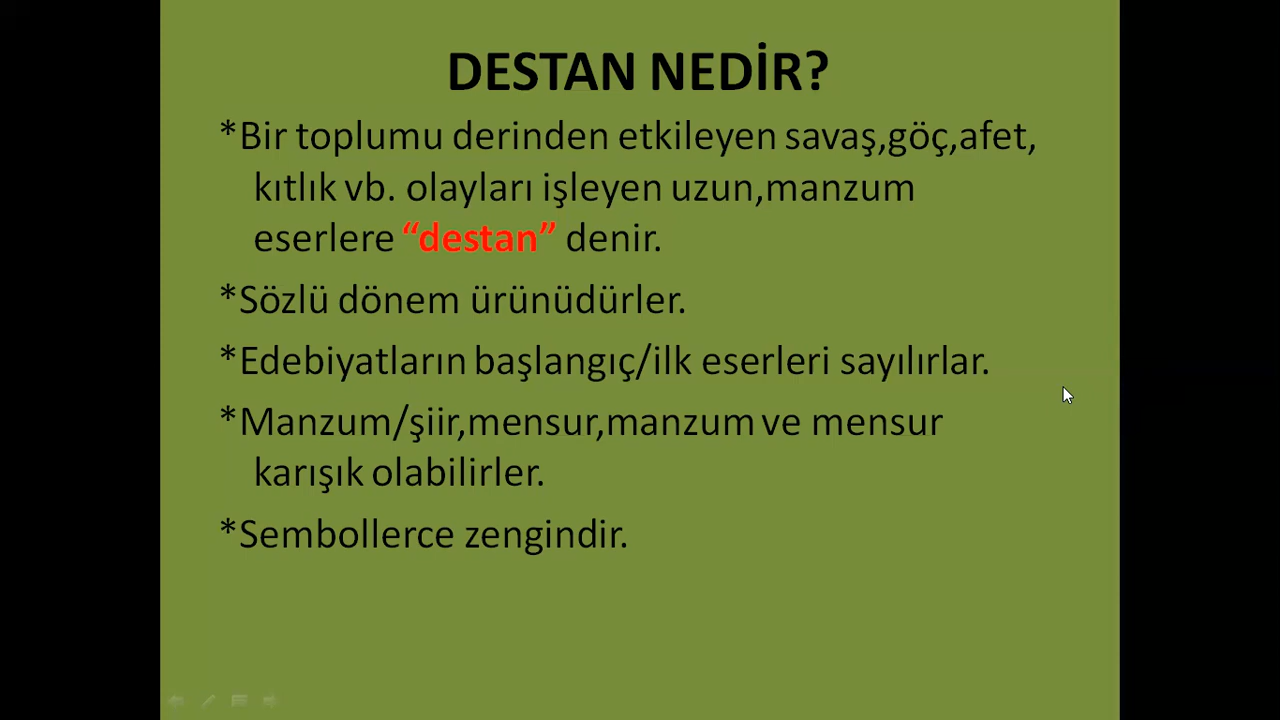 DESTAN NEDİR?
*Bir toplumu derinden etkileyen savaş,göç,afet,
kıtlık vb. olayları işleyen uzun,manzum
eserlere “destan” denir.
*Sözlü dönem ürünüdürler.
*Edebiyatların başlangıç/ilk eserleri sayılırlar.
*Manzum/şiir,mensur,manzum ve mensur
karışık olabilirler.
*Sembollerce zengindir.